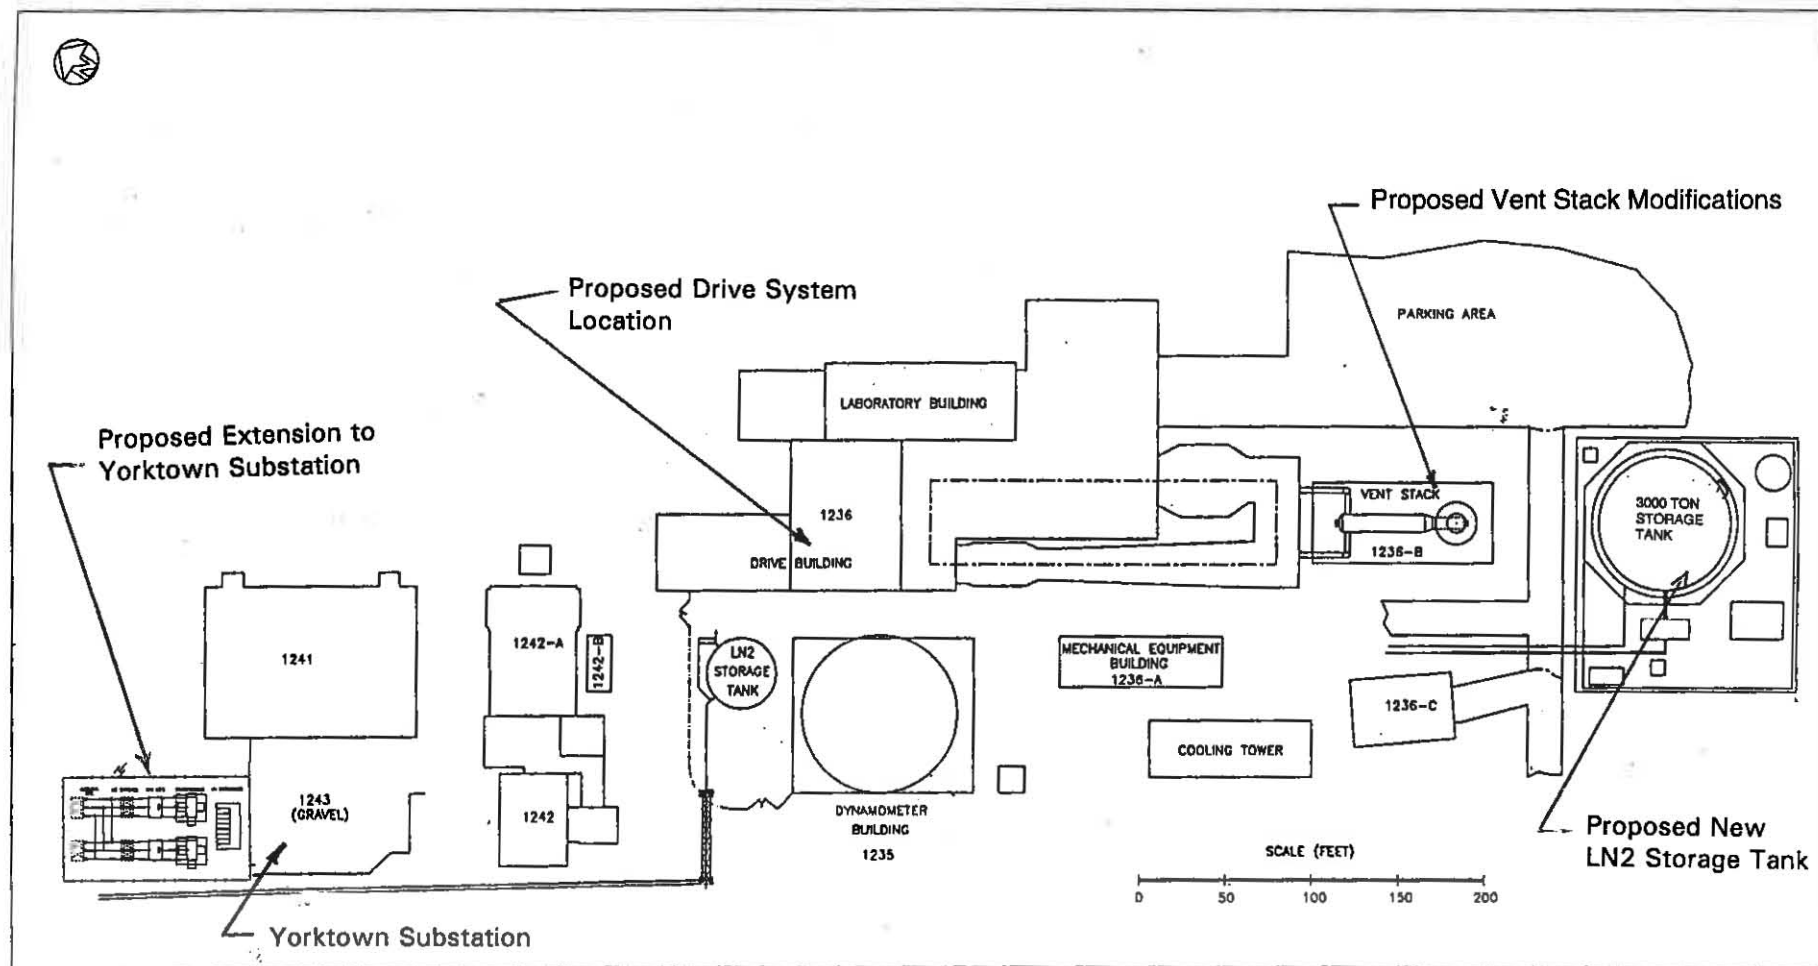 Proposed Vent Stack Modifications
Proposed Drive System
Location
PARKING AREA
LABORATORY BUILDING
Proposed Extension to
Yorktown Substation
VENT STACK
3000 TON
STORAGE
TANK
1236
1236-B
DRIVE BUILDING
1241
1242-A
1242-B
LN2
STORAGE
TANK
MECHANICAL EQUIPMENT
BUILDING
1236-A
1236-C
COOLING TOWER
1243
(GRAVEL)
1242
DYNAMOMETER
BUILDING
1235
Proposed New
LN2 Storage Tank
SCALE (FEET)
0 50 100 150 200
Yorktown Substation